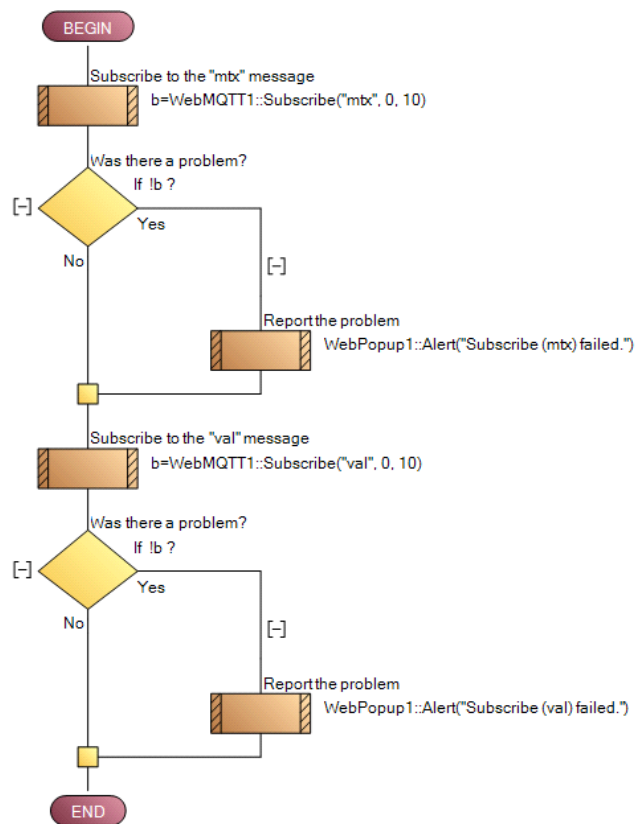 BEGIN
Subscribe to the "mtx" message
b=WebMQTT1::Subscribe("mtx", 0, 10)
Was there a problem?
If !b ?
[–]
Yes
No
[–]
Report the problem
WebPopup1::Alert("Subscribe (mtx) failed.")
Subscribe to the "val" message
b=WebMQTT1::Subscribe("val", 0, 10)
Was there a problem?
If !b ?
[–]
Yes
No
[–]
Report the problem
WebPopup1::Alert("Subscribe (val) failed.")
END